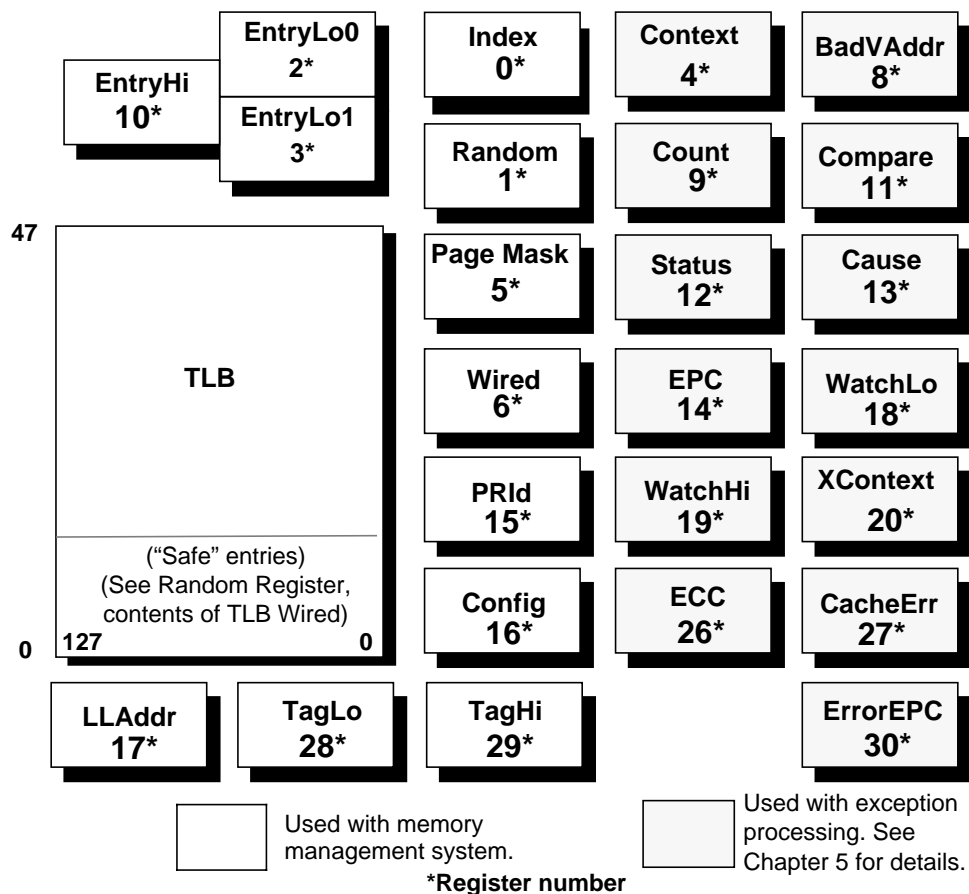 EntryLo0
2*
EntryHi
10*
EntryLo1
3*
Index
0*
Context
4*
BadVAddr
8*
Random
1*
Count
9*
Compare
11*
47
TLB
(“Safe” entries)
(See Random Register,
contents of TLB Wired)
0
127
0
Page Mask
5*
Status
12*
Cause
13*
Wired
6*
EPC
14*
WatchLo
18*
PRId
15*
WatchHi
19*
XContext
20*
Config
16*
ECC
26*
CacheErr
27*
LLAddr
17*
TagLo
28*
TagHi
29*
ErrorEPC
30*
Used with memory
management system.
Used with exception
processing. See
Chapter 5 for details.
*Register number